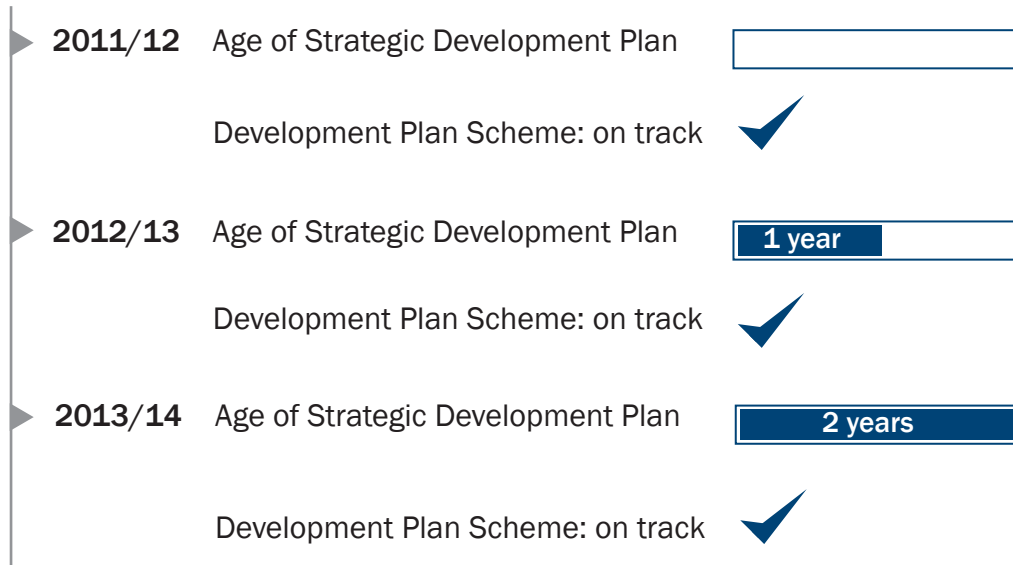 2011/12 Age of Strategic Development Plan
Development Plan Scheme: on track
2012/13 Age of Strategic Development Plan 1 year
Development Plan Scheme: on track
2013/14 Age of Strategic Development Plan 2 years
Development Plan Scheme: on track